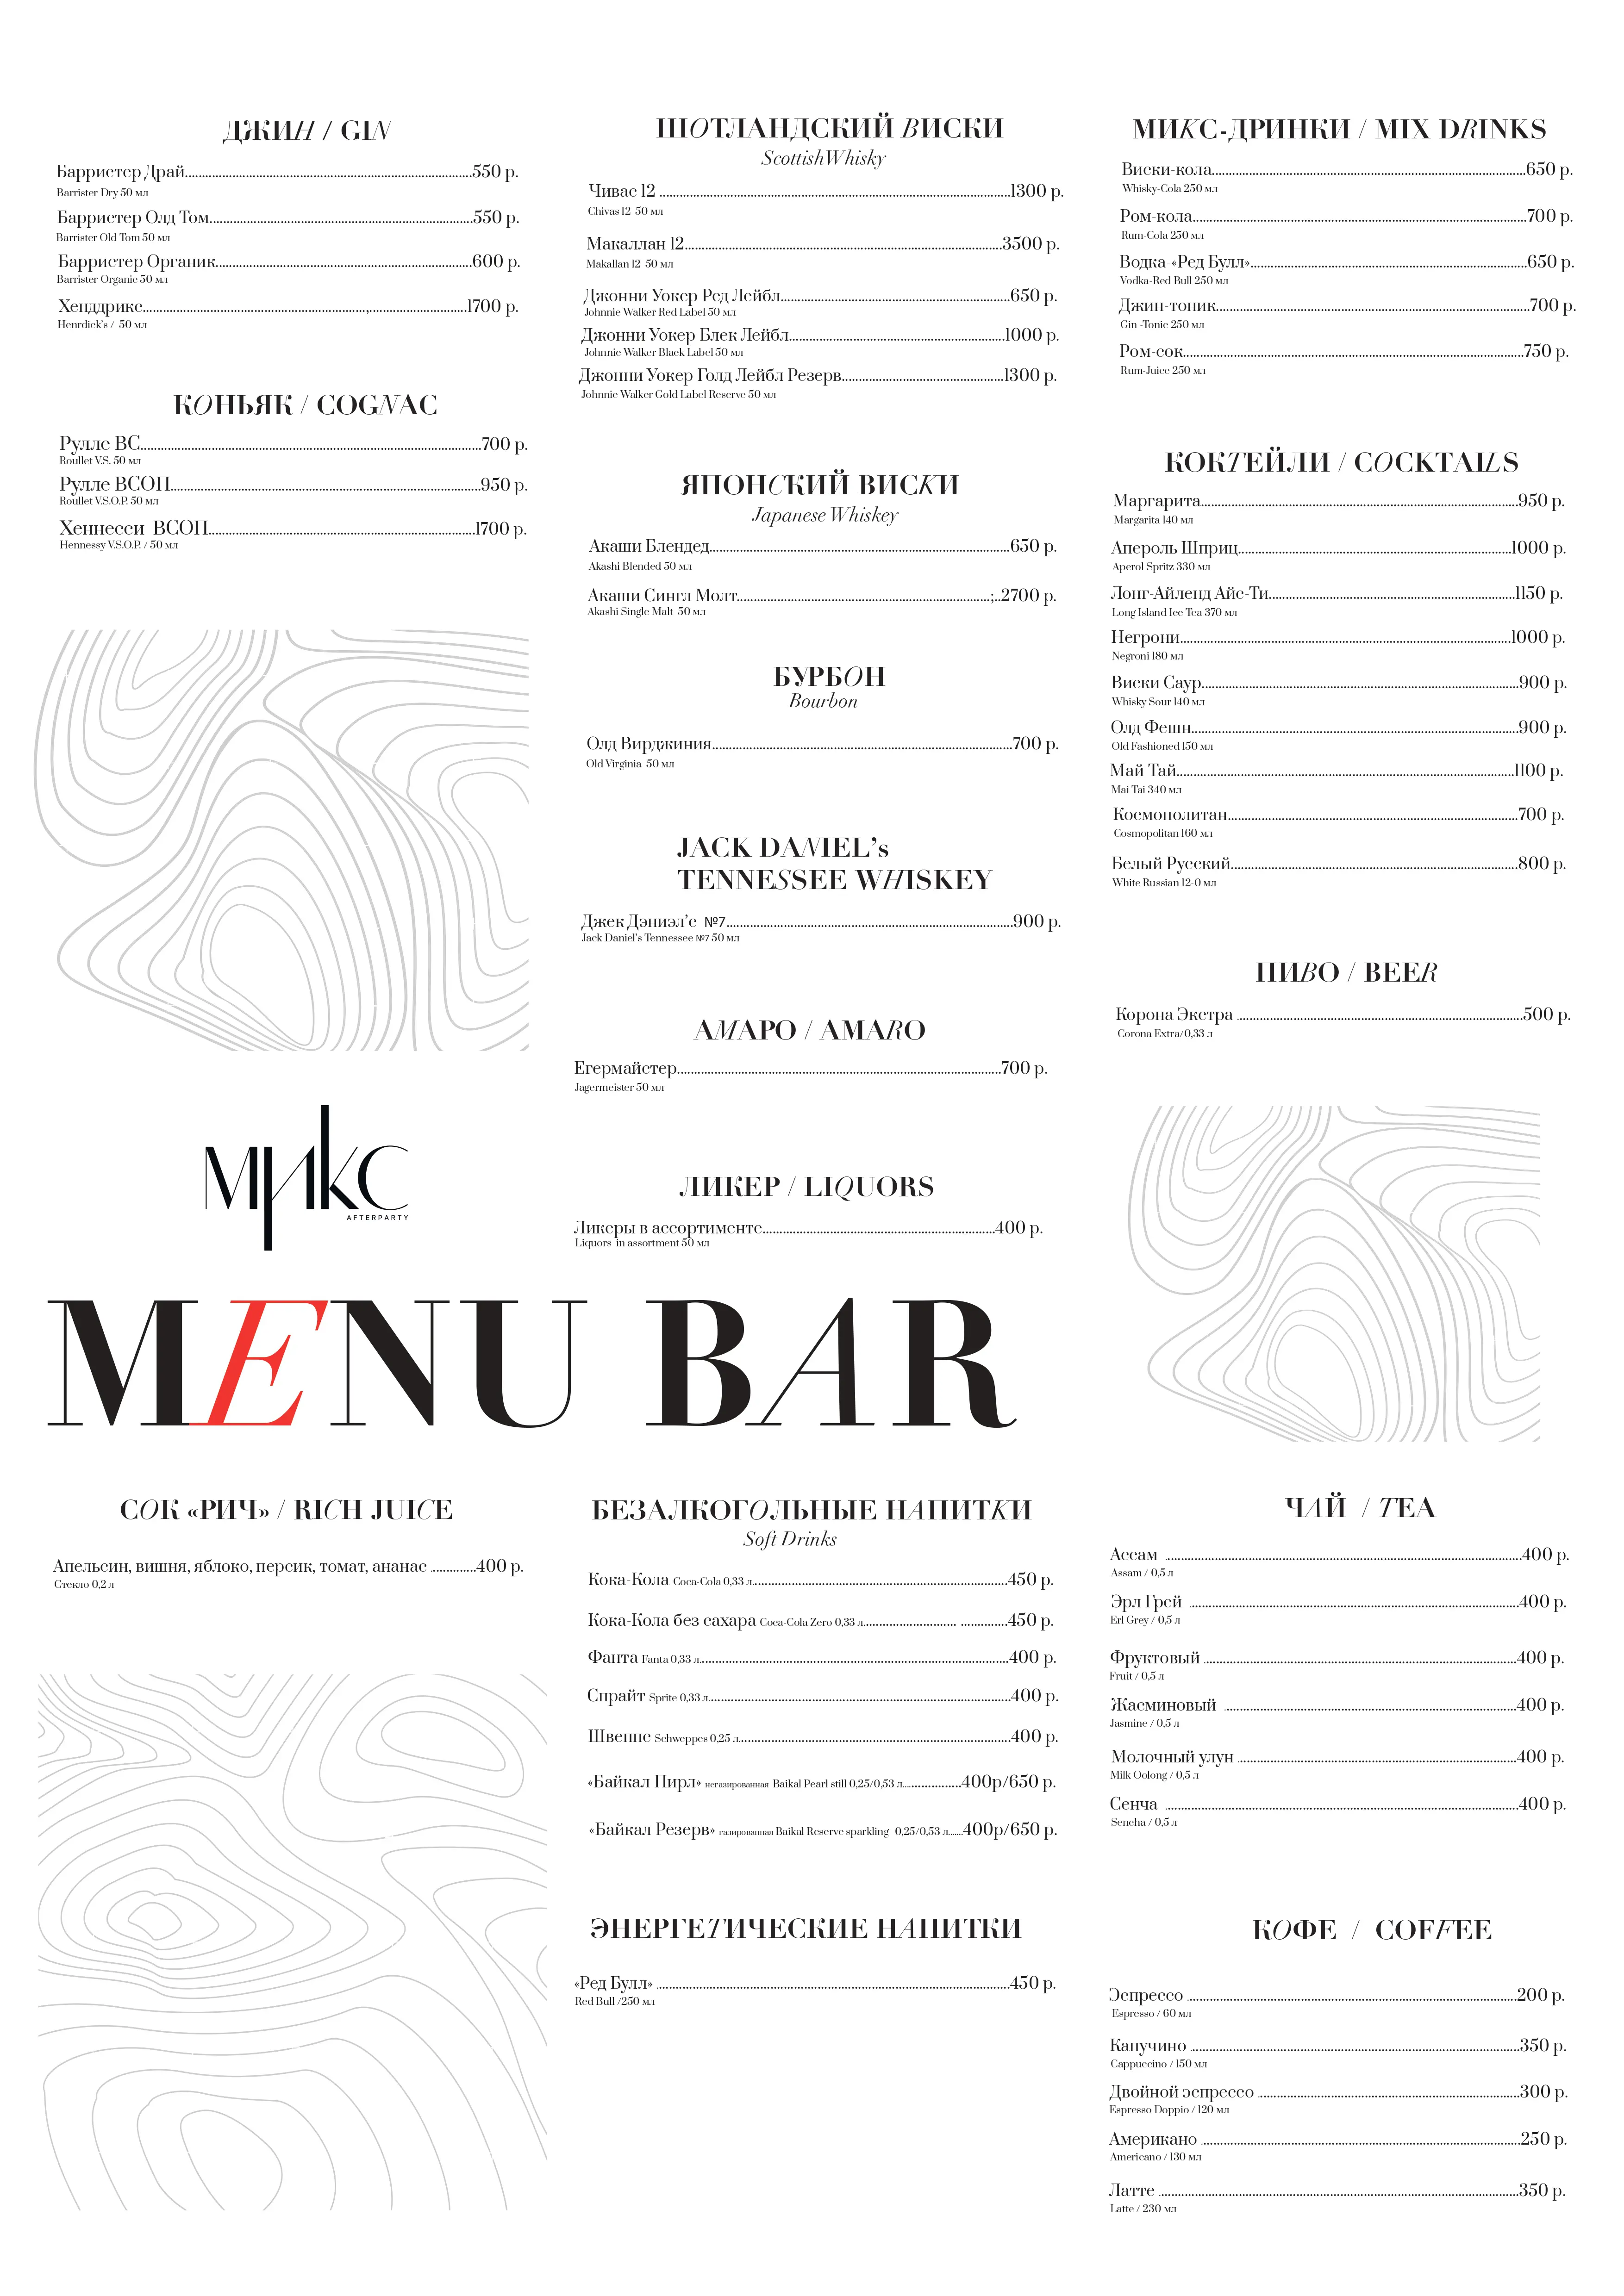 ДЖИН / GIN
Барристер Драй.....550 р.
Barrister Dry 50 мл
Барристер Олд Том.....550 р.
Barrister Old Tom 50 мл
Барристер Органик.....600 р.
Barrister Organic 50 мл
Хенддрикс.....1700 р.
Henrdick's / 50 мл
КОНЬЯК / COGNAC
Рулле ВС.....700 р.
Roullet V.S. 50 мл
Рулле ВСОП.....950 р.
Roullet V.S.O.P. 50 мл
Хеннесси ВСОП.....1700 р.
Hennessy V.S.O.P. / 50 мл
МИКС
AFTERPARTY
ШОТЛАНДСКИЙ ВИСКИ
ScottishWhisky
Чивас 12 .....1300 р.
Chivas 12 50 мл
Макаллан 12.....3500 р.
Makallan 12 50 мл
Джонни Уокер Ред Лейбл.....650 р.
Johnnie Walker Red Label 50 мл
Джонни Уокер Блек Лейбл.....1000 р.
Johnnie Walker Black Label 50 мл
Джонни Уокер Голд Лейбл Резерв.....1300 р.
Johnnie Walker Gold Label Reserve 50 мл
ЯПОНСКИЙ ВИСКИ
Japanese Whiskey
Акаши Блендед.....650 р.
Akashi Blended 50 мл
Акаши Сингл Молт.....2700 р.
Akashi Single Malt 50 мл
БУРБОН
Bourbon
Олд Вирджиния.....700 р.
Old Virginia 50 мл
JACK DANIEL's
TENNESSEE WHISKEY
Джек Дэниэл'с №7.....900 р.
Jack Daniel's Tennessee №7 50 мл
АМАРО / AMARO
Егермайстер.....700 р.
Jagermeister 50 мл
ЛИКЕР / LIQUORS
Ликеры в ассортименте.....400 р.
Liquors in assortment 50 мл
МИКС-ДРИНКИ / MIX DRINKS
Виски-кола.....650 р.
Whisky-Cola 250 мл
Ром-кола.....700 р.
Rum-Cola 250 мл
Водка-«Ред Булл».....650 р.
Vodka-Red Bull 250 мл
Джин-тоник.....700 р.
Gin -Tonic 250 мл
Ром-сок.....750 р.
Rum-Juice 250 мл
КОКТЕЙЛИ / COCKTAILS
Маргарита.....950 р.
Margarita 140 мл
Апероль Шприц.....1000 р.
Aperol Spritz 330 мл
Лонг-Айленд Айс-Ти.....1150 р.
Long Island Ice Tea 370 мл
Негрони.....1000 р.
Negroni 180 мл
Виски Саур.....900 р.
Whisky Sour 140 мл
Олд Фешн.....900 р.
Old Fashioned 150 мл
Май Тай.....1100 р.
Mai Tai 340 мл
Космополитан.....700 р.
Cosmopolitan 160 мл
Белый Русский.....800 р.
White Russian 12-0 мл
ПИВО / BEER
Корона Экстра .....500 р.
Corona Extra/0,33 л
MENU BAR
СОК «РИЧ» / RICH JUICE
Апельсин, вишня, яблоко, персик, томат, ананас .....400 р.
Стекло 0,2 л
БЕЗАЛКОГОЛЬНЫЕ НАПИТКИ
Soft Drinks
Кока-Кола Coca-Cola 0,33 л.....450 р.
Кока-Кола без сахара Coca-Cola Zero 0,33 л.....450 р.
Фанта Fanta 0,33 л.....400 р.
Спрайт Sprite 0,33 л.....400 р.
Швеппс Schweppes 0,25 л.....400 р.
«Байкал Пирл» негазированная Baikal Pearl still 0,25/0,53 л.....400р/650 р.
«Байкал Резерв» газированная Baikal Reserve sparkling 0,25/0,53 л.....400р/650 р.
ЭНЕРГЕТИЧЕСКИЕ НАПИТКИ
«Ред Булл» .....450 р.
Red Bull /250 мл
ЧАЙ / TEA
Ассам .....400 р.
Assam / 0,5 л
Эрл Грей .....400 р.
Erl Grey / 0,5 л
Фруктовый .....400 р.
Fruit / 0,5 л
Жасминовый .....400 р.
Jasmine / 0,5 л
Молочный улун .....400 р.
Milk Oolong / 0,5 л
Сенча .....400 р.
Sencha / 0,5 л
КОФЕ / COFFEE
Эспрессо .....200 р.
Espresso / 60 мл
Капучино .....350 р.
Cappuccino / 150 мл
Двойной эспрессо .....300 р.
Espresso Doppio / 120 мл
Американо .....250 р.
Americano / 130 мл
Латте .....350 р.
Latte / 230 мл